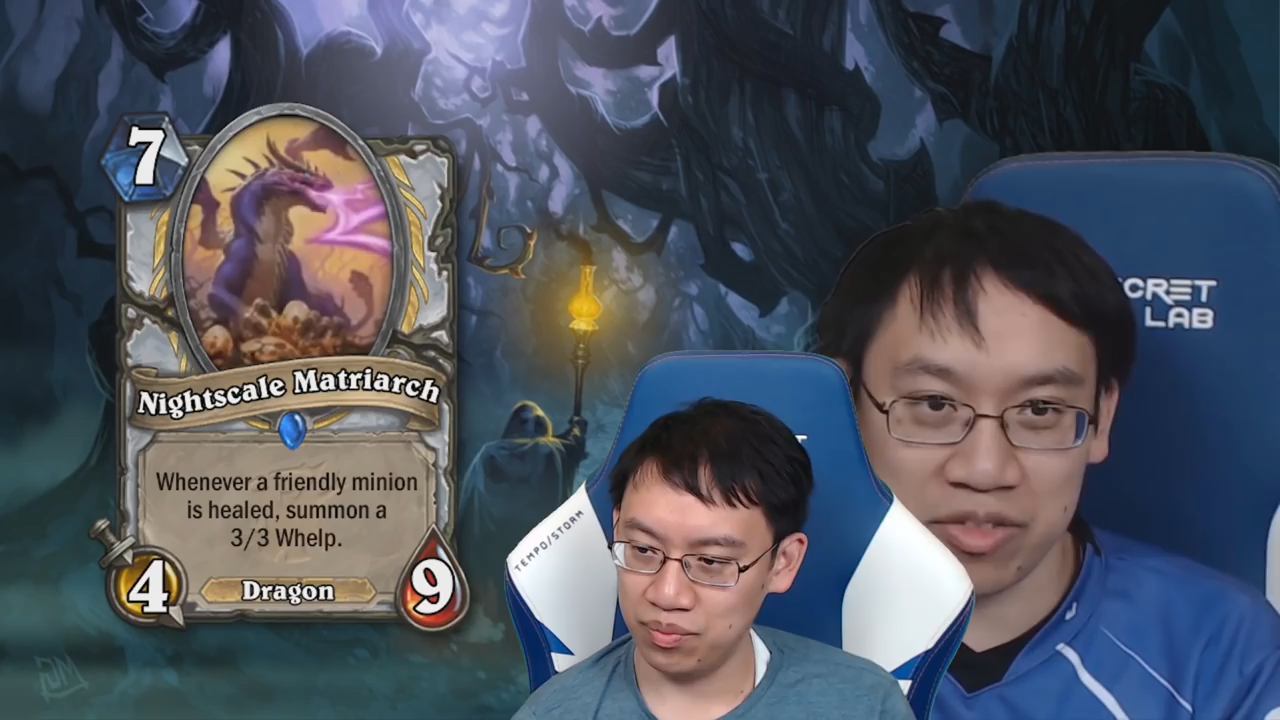 7
Nightscale Matriarch
Whenever a friendly minion
is healed, summon a
3/3 Whelp.
4
Dragon
9
TEMPO/STORM
CRET
LAB